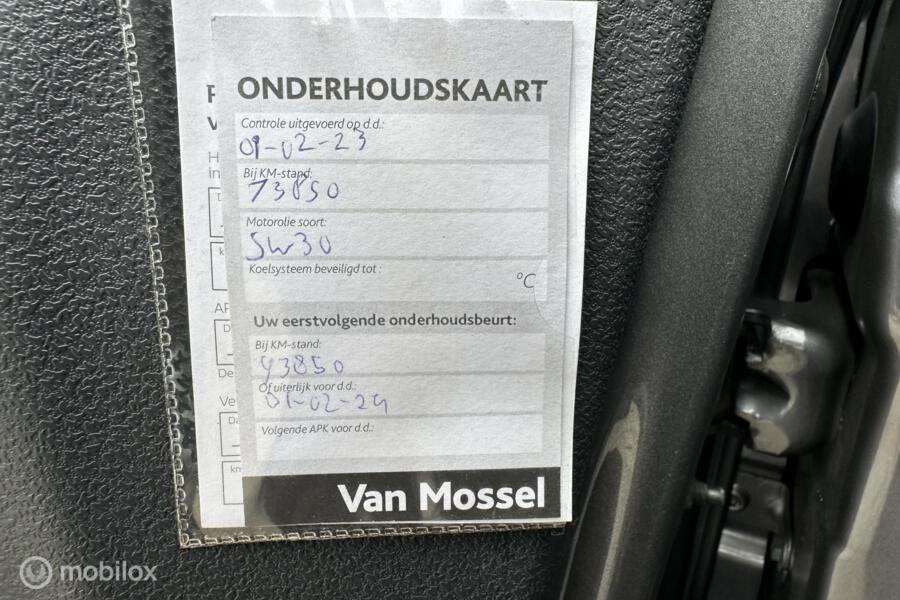 ONDERHOUDSKAART
Controle uitgevoerd op d.d.:
01-02-23
Bij KM-stand:
73850
Motorolie soort:
5W30
Koelsysteem beveiligd tot :
°C
Uw eerstvolgende onderhoudsbeurt:
Bij KM-stand:
93850
Of uiterlijk voor d.d.:
01-02-24
Volgende APK voor d.d.:
Van Mossel
mobilox